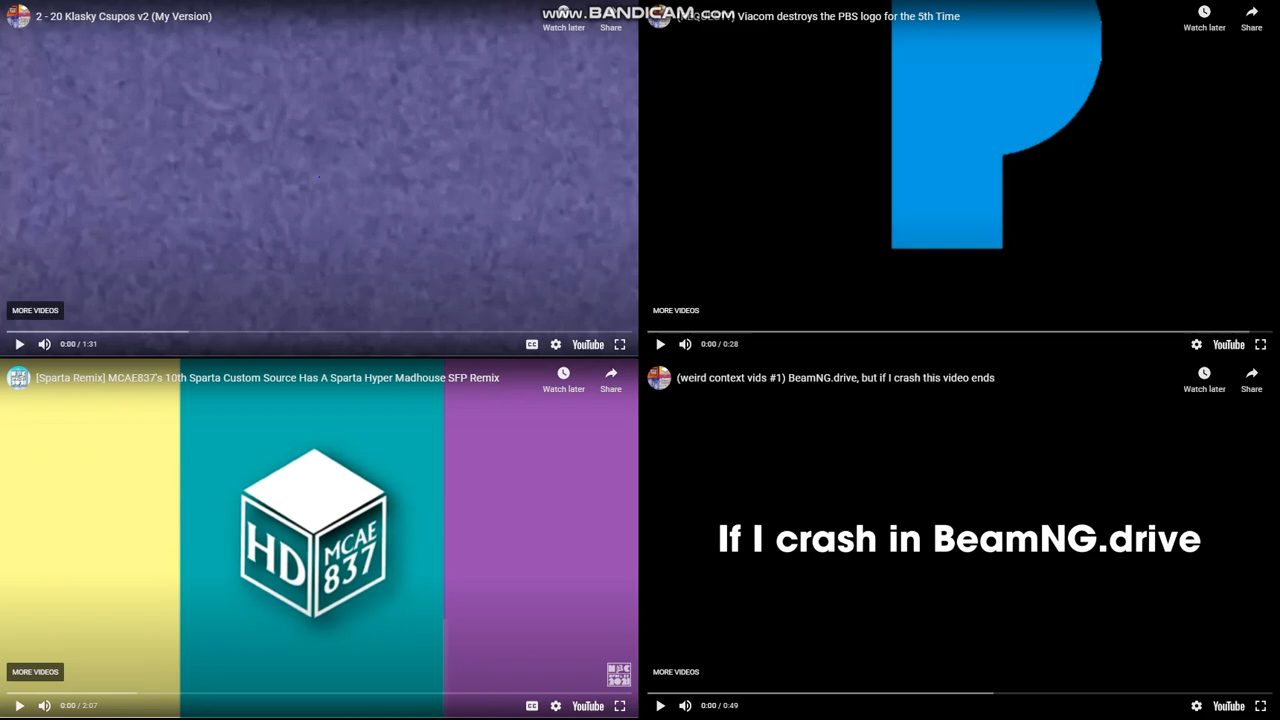 2 - 20 Klasky Csupos v2 (My Version)
www.BANDICAM.com
Watch later
Share
MORE VIDEOS
0:00 / 1:31
CC
YouTube
Viacom destroys the PBS logo for the 5th Time
Watch later
Share
MORE VIDEOS
0:00 / 0:28
YouTube
[Sparta Remix] MCAE837's 10th Sparta Custom Source Has A Sparta Hyper Madhouse SFP Remix
Watch later
Share
HD
MCAE
837
MORE VIDEOS
2021
0:00 / 2:07
CC
YouTube
(weird context vids #1) BeamNG.drive, but if I crash this video ends
Watch later
Share
If I crash in BeamNG.drive
MORE VIDEOS
0:00 / 0:49
YouTube